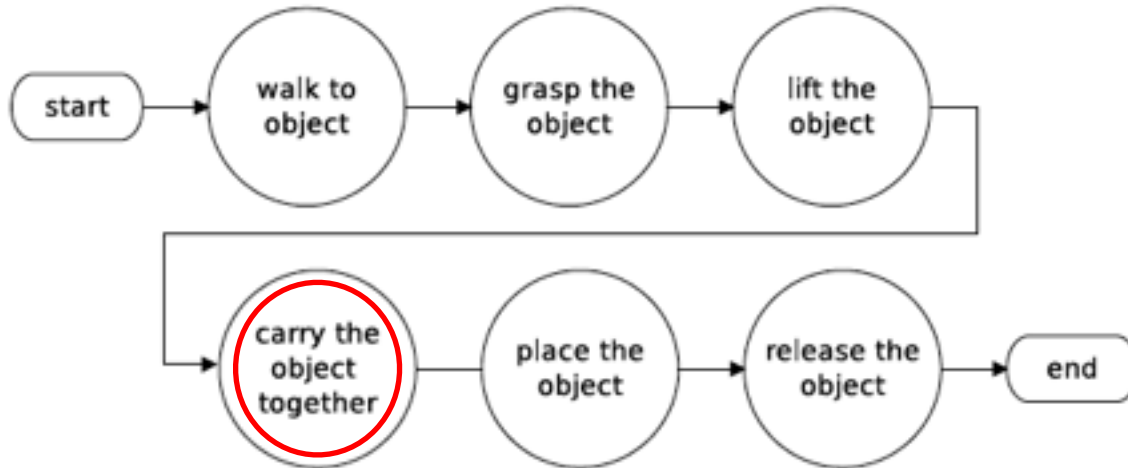 start
walk to
object
grasp the
object
lift the
object
carry the
object
together
place the
object
release the
object
end